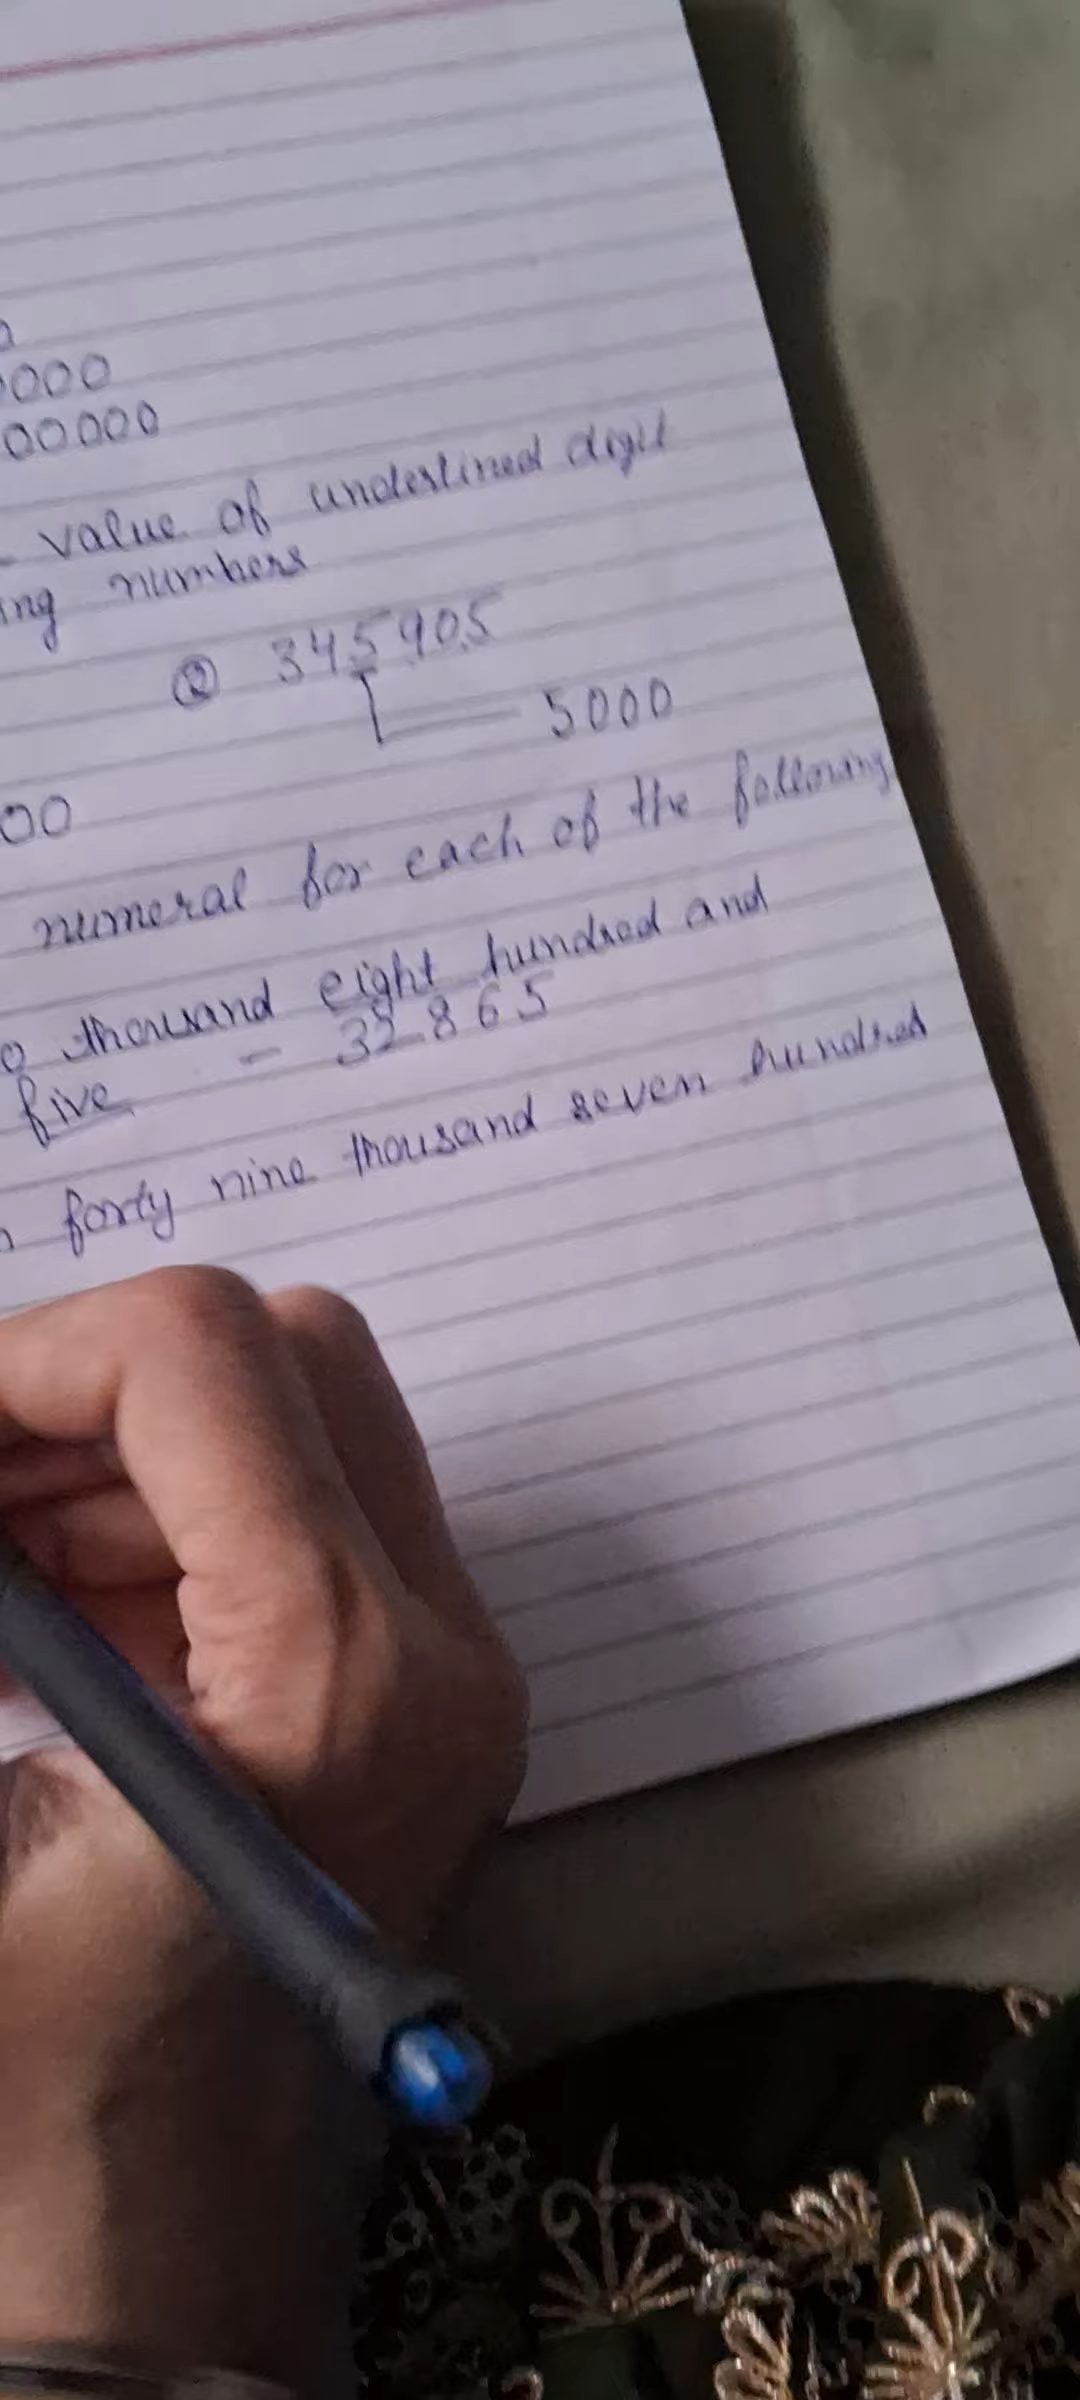 000
00000
value of underlined digit
ing numbers
② 345905
5000
00
numeral for each of the following
thousand eight hundred and
five - 32865
forty nine thousand seven hundred